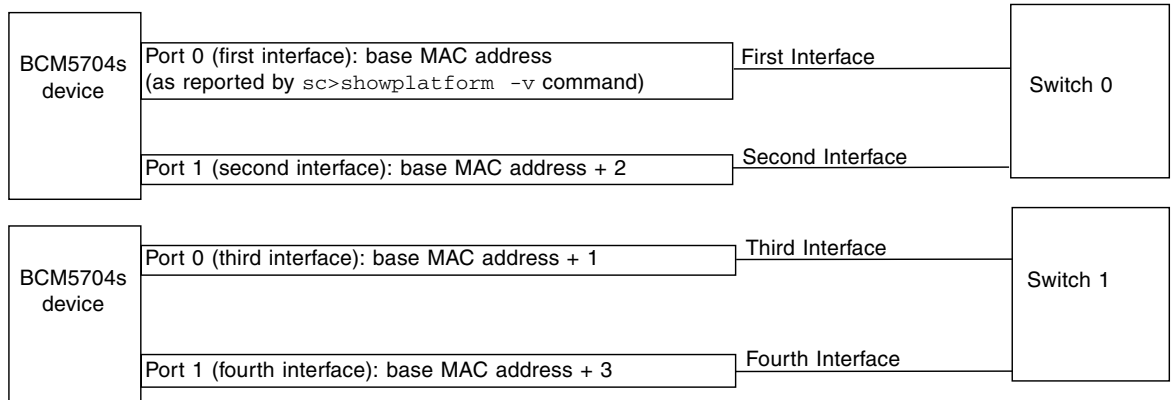 BCM5704s
device
Port 0 (first interface): base MAC address
(as reported by sc>showplatform -v command)
First Interface
Switch 0
Port 1 (second interface): base MAC address + 2
Second Interface
BCM5704s
device
Port 0 (third interface): base MAC address + 1
Third Interface
Switch 1
Port 1 (fourth interface): base MAC address + 3
Fourth Interface